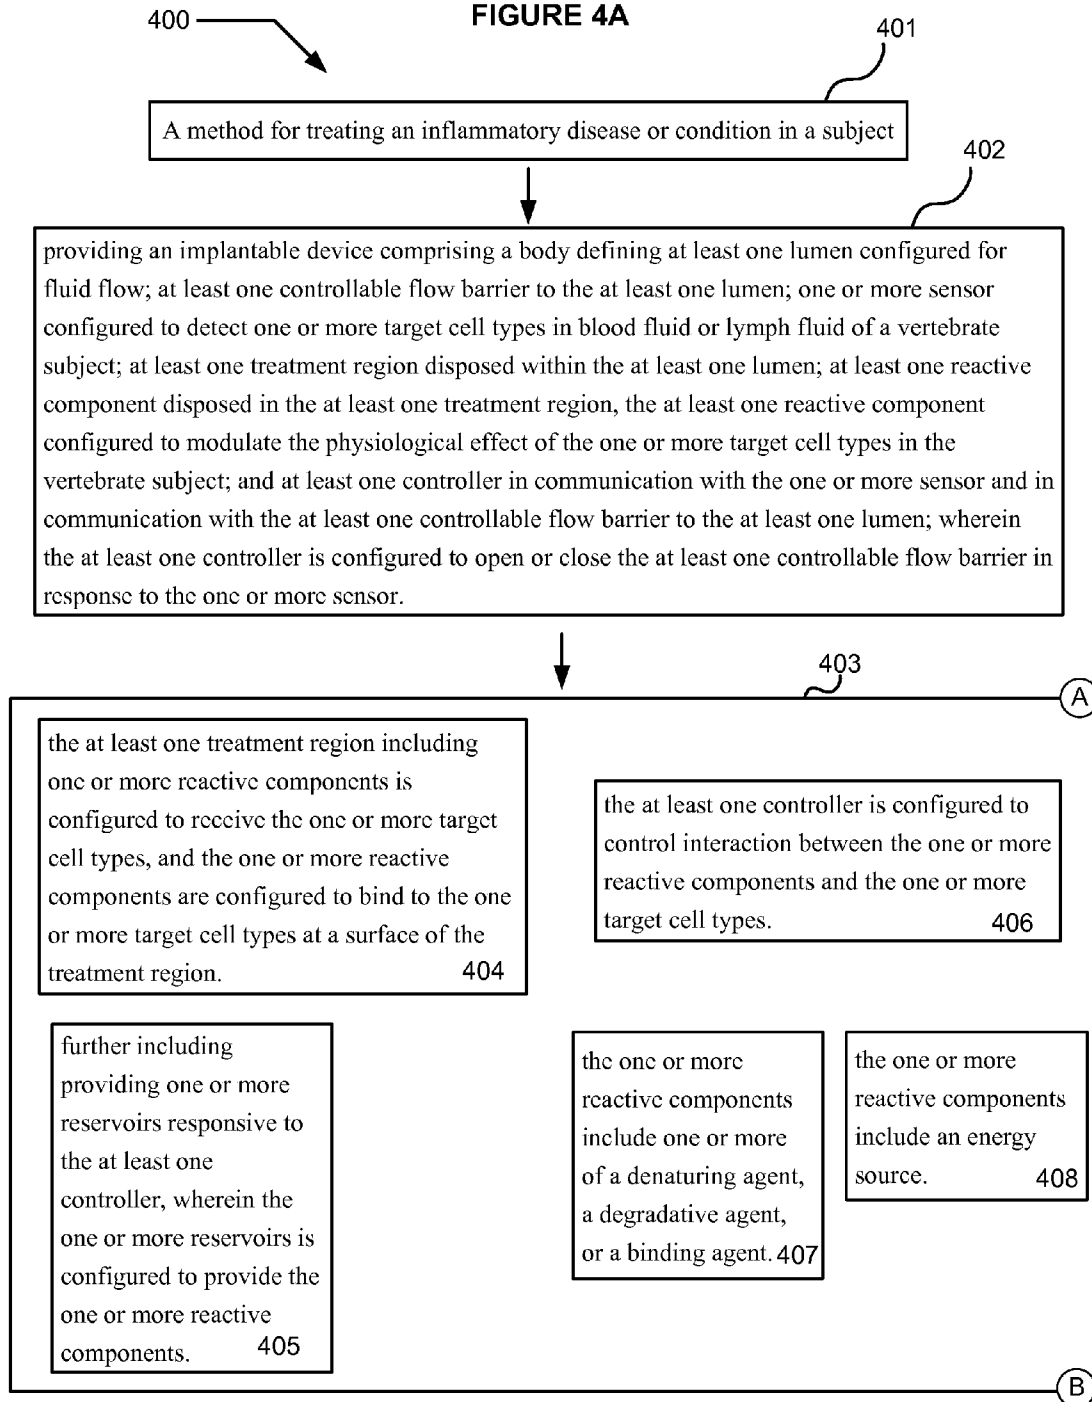 FIGURE 4A
400
401
A method for treating an inflammatory disease or condition in a subject
402
providing an implantable device comprising a body defining at least one lumen configured for
fluid flow; at least one controllable flow barrier to the at least one lumen; one or more sensor
configured to detect one or more target cell types in blood fluid or lymph fluid of a vertebrate
subject; at least one treatment region disposed within the at least one lumen; at least one reactive
component disposed in the at least one treatment region, the at least one reactive component
configured to modulate the physiological effect of the one or more target cell types in the
vertebrate subject; and at least one controller in communication with the one or more sensor and in
communication with the at least one controllable flow barrier to the at least one lumen; wherein
the at least one controller is configured to open or close the at least one controllable flow barrier in
response to the one or more sensor.
403
A
the at least one treatment region including
one or more reactive components is
configured to receive the one or more target
cell types, and the one or more reactive
components are configured to bind to the one
or more target cell types at a surface of the
treatment region.
404
the at least one controller is configured to
control interaction between the one or more
reactive components and the one or more
target cell types.
406
further including
providing one or more
reservoirs responsive to
the at least one
controller, wherein the
one or more reservoirs is
configured to provide the
one or more reactive
components.
405
the one or more
reactive components
include one or more
of a denaturing agent,
a degradative agent,
or a binding agent.
407
the one or more
reactive components
include an energy
source.
408
B